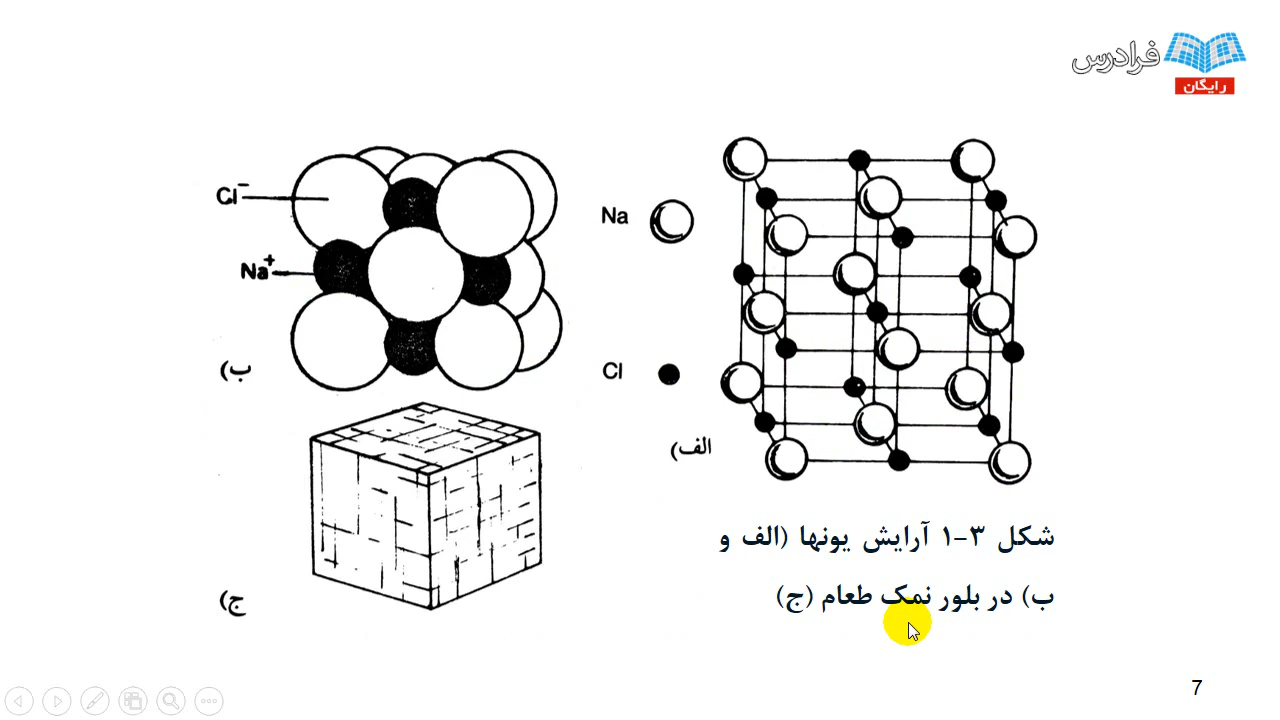 فرادرس
رایگان
Cl⁻
Na⁺
ب)
ج)
Na
Cl
الف)
شکل ۳-۱ آرایش یونها (الف و
ب) در بلور نمک طعام (ج)
7